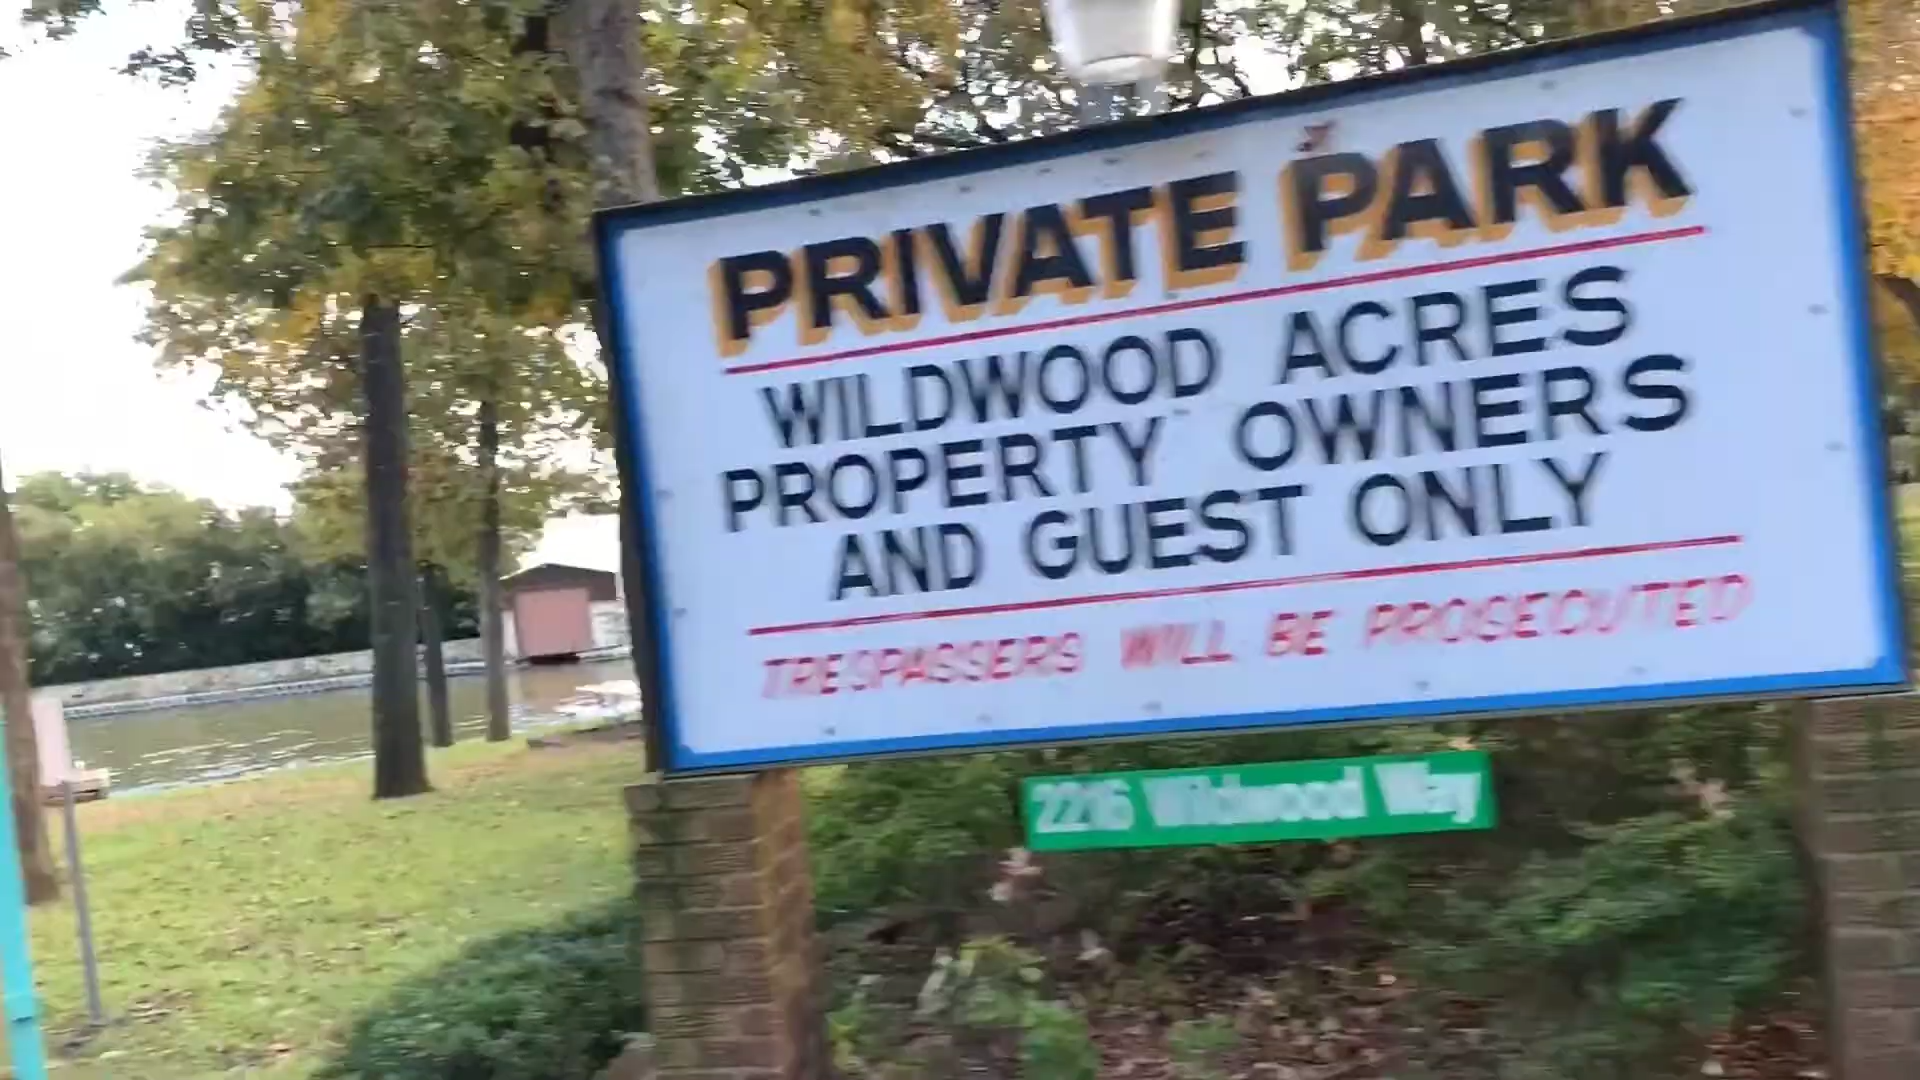 PRIVATE PARK
WILDWOOD ACRES
PROPERTY OWNERS
AND GUEST ONLY
TRESPASSERS WILL BE PROSECUTED
2216 Wildwood Way